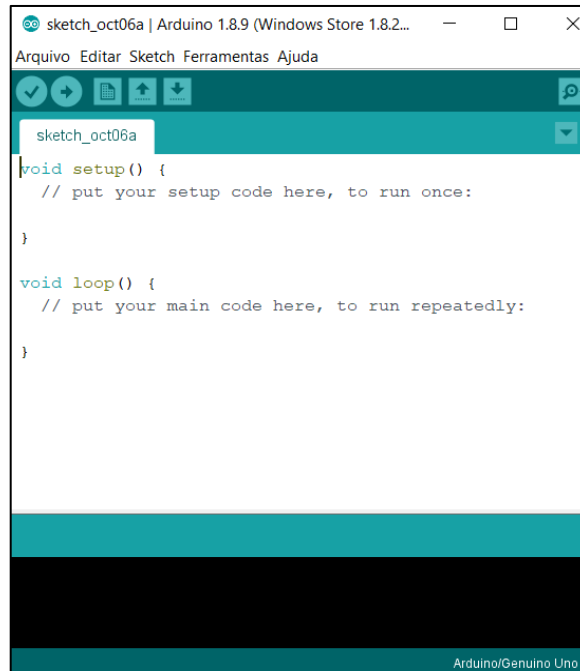 sketch_oct06a | Arduino 1.8.9 (Windows Store 1.8.2...
Arquivo Editar Sketch Ferramentas Ajuda
sketch_oct06a
void setup() {
// put your setup code here, to run once:
}
void loop() {
// put your main code here, to run repeatedly:
}
Arduino/Genuino Uno